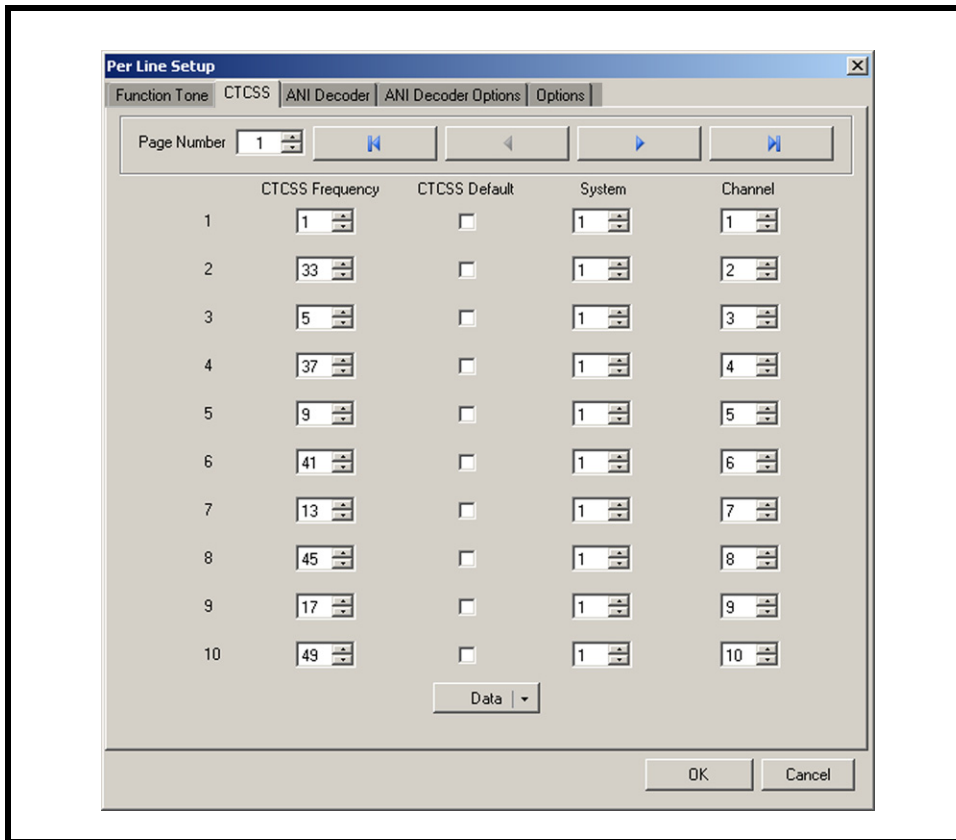 Per Line Setup
Function Tone CTCSS ANI Decoder ANI Decoder Options Options
Page Number 1
CTCSS Frequency CTCSS Default System Channel
1 1 1 1
2 33 1 2
3 5 1 3
4 37 1 4
5 9 1 5
6 41 1 6
7 13 1 7
8 45 1 8
9 17 1 9
10 49 1 10
Data
OK Cancel